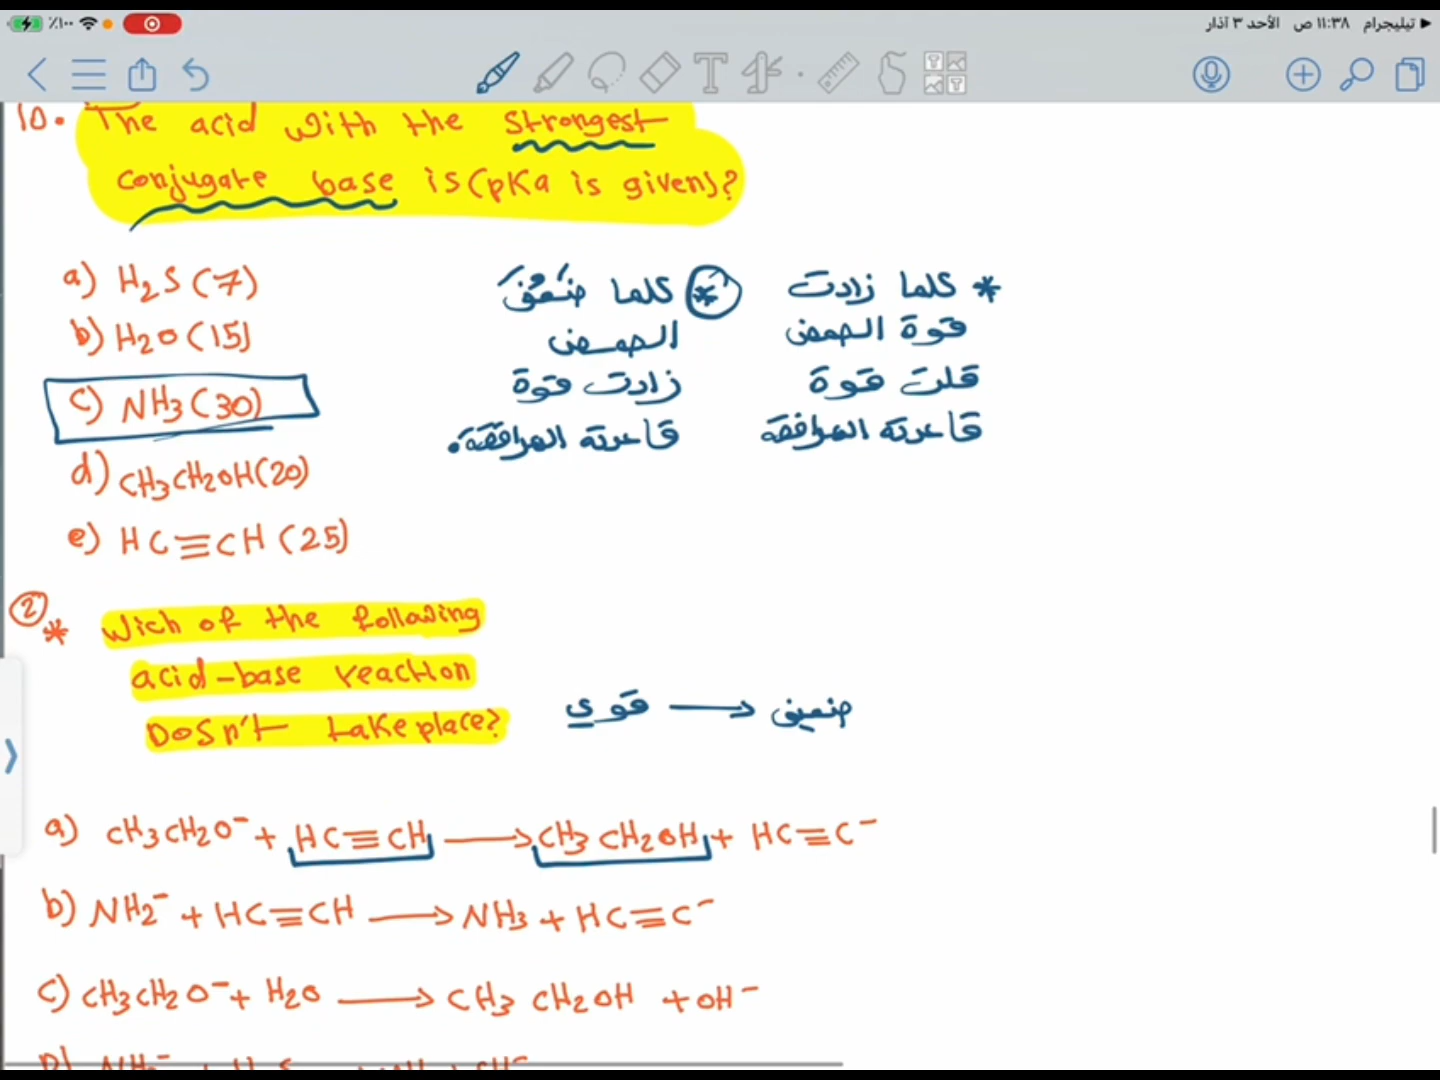 ◀ تيليجرام ١١:٣٨ ص الأحد ٣ آذار
٪١٠٠
10. The acid with the strongest
conjugate base is (pKa is given)?
a) H2S (7)
b) H2O (15)
c) NH3 (30)
d) CH3CH2OH (20)
e) HC≡CH (25)
* كلما زادت
قوة الحمض
قلت قوة
قاعدته المرافقة
* كلما ضَعُفَ
الحمض
زادت قوة
قاعدته المرافقة.
2 * Wich of the following
acid-base reaction
Dosn't take place?
قوي → ضعيف
a) CH3CH2O⁻ + HC≡CH → CH3CH2OH + HC≡C⁻
b) NH2⁻ + HC≡CH → NH3 + HC≡C⁻
c) CH3CH2O⁻ + H2O → CH3CH2OH + OH⁻